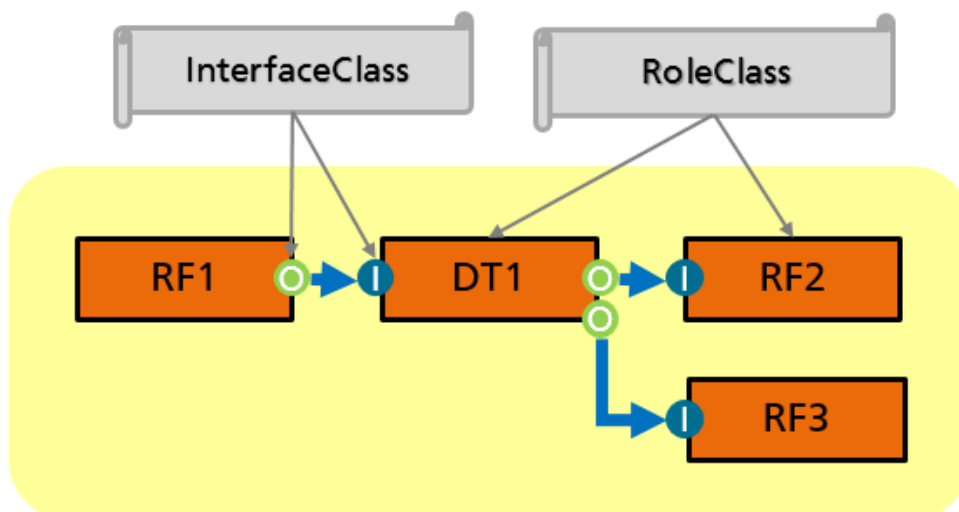 InterfaceClass
RoleClass
RF1
O
I
DT1
O
I
RF2
O
I
RF3